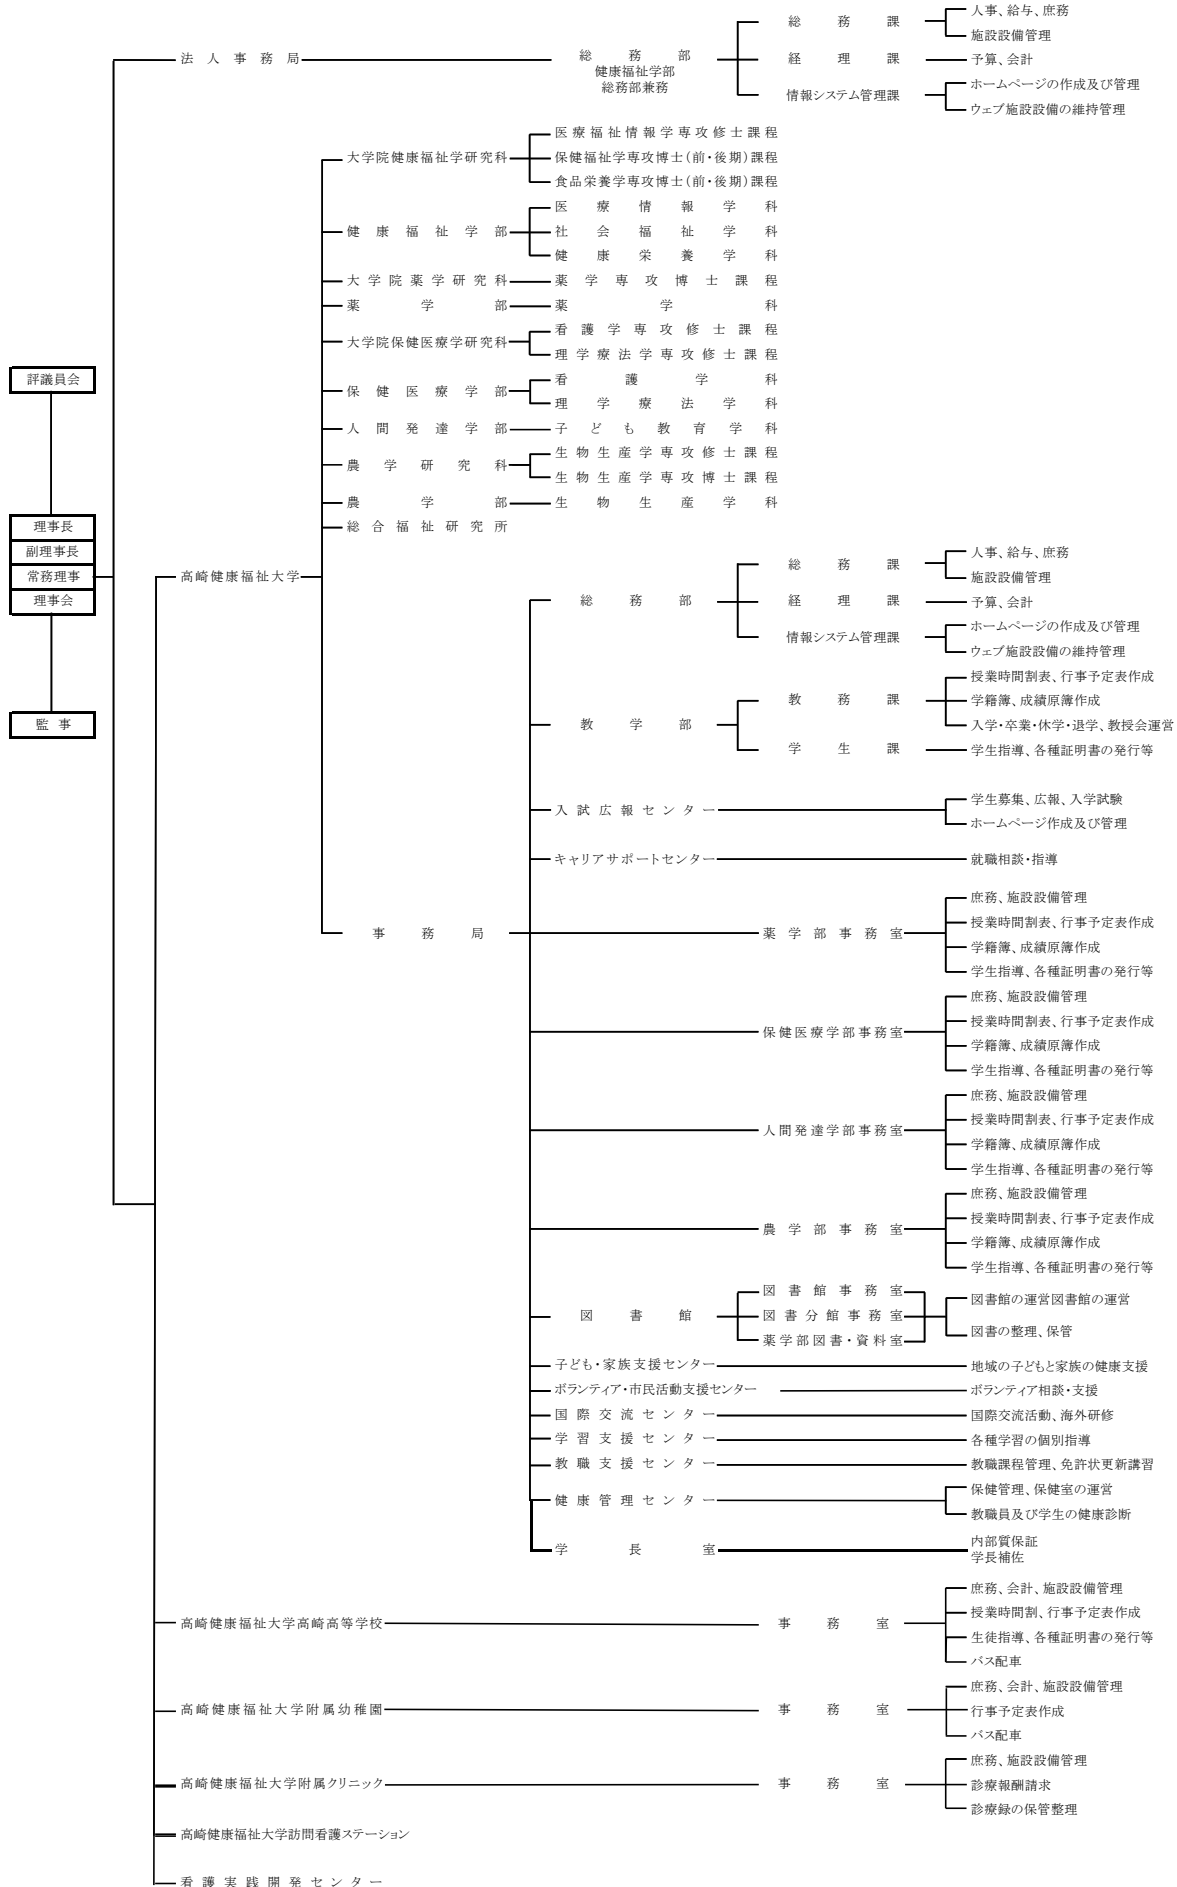 評議員会
理事長
副理事長
常務理事
理事会
監事
法人事務局
総務部
健康福祉学部
総務部兼務
総務課
人事、給与、庶務
施設設備管理
経理課
予算、会計
情報システム管理課
ホームページの作成及び管理
ウェブ施設設備の維持管理
高崎健康福祉大学
大学院健康福祉学研究科
医療福祉情報学専攻修士課程
保健福祉学専攻博士(前・後期)課程
食品栄養学専攻博士(前・後期)課程
健康福祉学部
医療情報学科
社会福祉学科
健康栄養学科
大学院薬学研究科
薬学専攻博士課程
薬学部
薬学科
大学院保健医療学研究科
看護学専攻修士課程
理学療法学専攻修士課程
保健医療学部
看護学科
理学療法学科
人間発達学部
子ども教育学科
農学研究科
生物生産学専攻修士課程
生物生産学専攻博士課程
農学部
生物生産学科
総合福祉研究所
事務局
総務部
総務課
人事、給与、庶務
施設設備管理
経理課
予算、会計
情報システム管理課
ホームページの作成及び管理
ウェブ施設設備の維持管理
教学部
教務課
授業時間割表、行事予定表作成
学籍簿、成績原簿作成
入学・卒業・休学・退学、教授会運営
学生課
学生指導、各種証明書の発行等
入試広報センター
学生募集、広報、入学試験
ホームページ作成及び管理
キャリアサポートセンター
就職相談・指導
薬学部事務室
庶務、施設設備管理
授業時間割表、行事予定表作成
学籍簿、成績原簿作成
学生指導、各種証明書の発行等
保健医療学部事務室
庶務、施設設備管理
授業時間割表、行事予定表作成
学籍簿、成績原簿作成
学生指導、各種証明書の発行等
人間発達学部事務室
庶務、施設設備管理
授業時間割表、行事予定表作成
学籍簿、成績原簿作成
学生指導、各種証明書の発行等
農学部事務室
庶務、施設設備管理
授業時間割表、行事予定表作成
学籍簿、成績原簿作成
学生指導、各種証明書の発行等
図書館
図書館事務室
図書分館事務室
薬学部図書・資料室
図書館の運営図書館の運営
図書の整理、保管
子ども・家族支援センター
地域の子どもと家族の健康支援
ボランティア・市民活動支援センター
ボランティア相談・支援
国際交流センター
国際交流活動、海外研修
学習支援センター
各種学習の個別指導
教職支援センター
教職課程管理、免許状更新講習
健康管理センター
保健管理、保健室の運営
教職員及び学生の健康診断
学長室
内部質保証
学長補佐
高崎健康福祉大学高崎高等学校
事務室
庶務、会計、施設設備管理
授業時間割、行事予定表作成
生徒指導、各種証明書の発行等
バス配車
高崎健康福祉大学附属幼稚園
事務室
庶務、会計、施設設備管理
行事予定表作成
バス配車
高崎健康福祉大学附属クリニック
事務室
庶務、施設設備管理
診療報酬請求
診療録の保管整理
高崎健康福祉大学訪問看護ステーション
看護実践開発センター